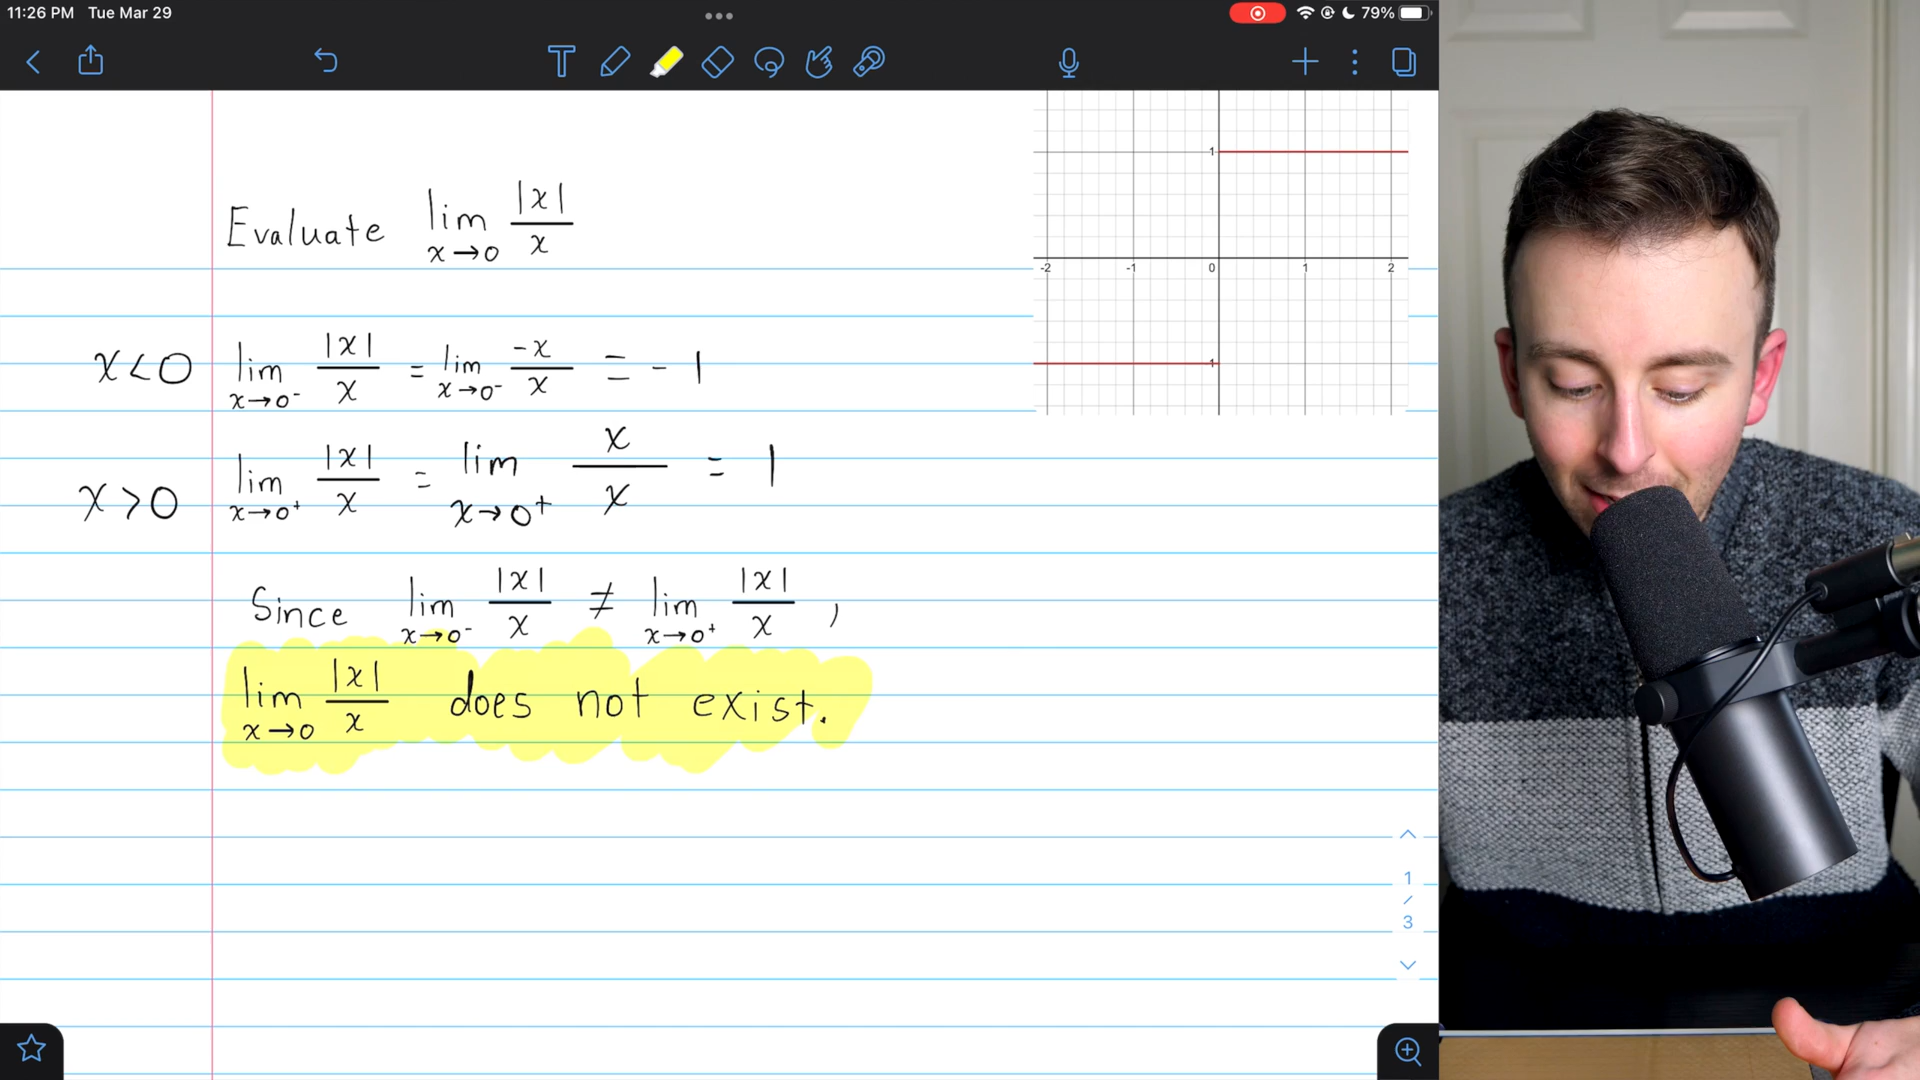 11:26 PM Tue Mar 29
79%
T
Evaluate lim x→0 |x|/x
x<0 lim x→0⁻ |x|/x = lim x→0⁻ -x/x = -1
x>0 lim x→0⁺ |x|/x = lim x→0⁺ x/x = 1
Since lim x→0⁻ |x|/x ≠ lim x→0⁺ |x|/x ,
lim x→0 |x|/x does not exist.
1
-2 -1 0 1 2
-1
1
/
3